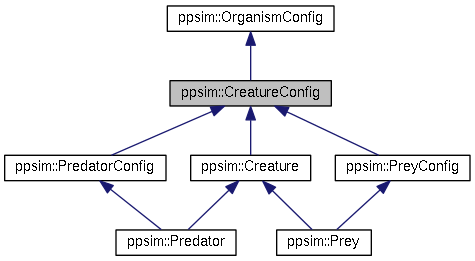 ppsim::OrganismConfig
ppsim::CreatureConfig
ppsim::PredatorConfig
ppsim::Creature
ppsim::PreyConfig
ppsim::Predator
ppsim::Prey